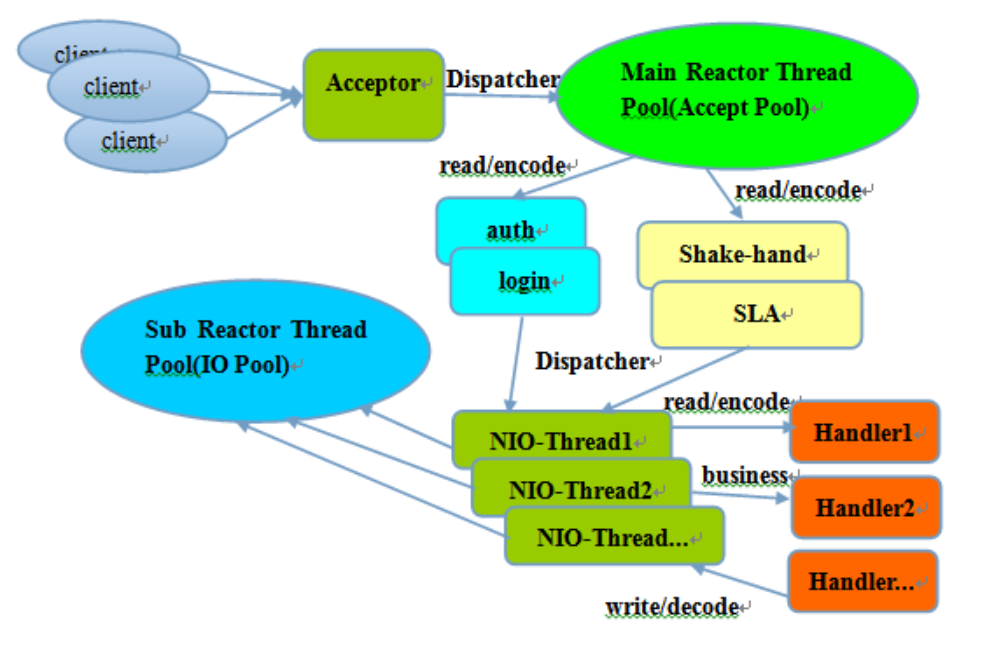 client
client
client
Acceptor
Dispatcher
Main Reactor Thread
Pool(Accept Pool)
read/encode
read/encode
auth
login
Shake-hand
SLA
Sub Reactor Thread
Pool(IO Pool)
Dispatcher
read/encode
NIO-Thread1
Handler1
business
NIO-Thread2
Handler2
NIO-Thread...
Handler...
write/decode